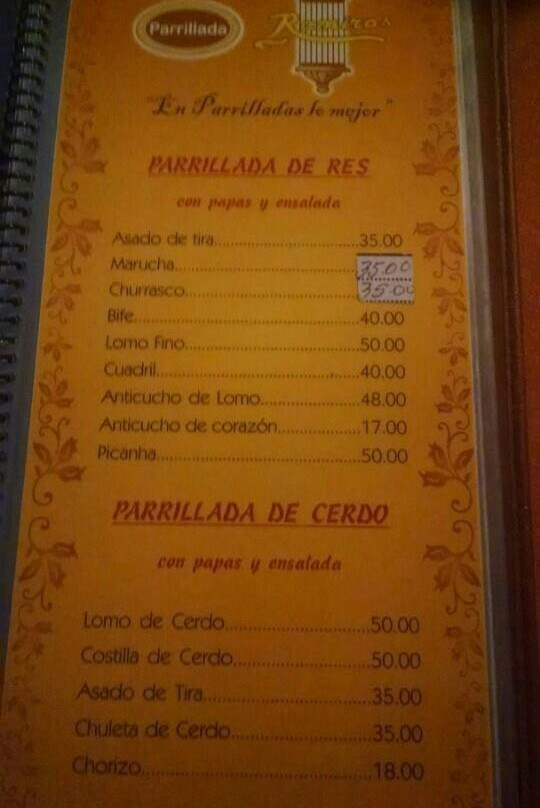 Parrillada
Ramiro's
"En Parrilladas lo mejor"
PARRILLADA DE RES
con papas y ensalada
Asado de tira..................................35.00
Marucha.................................. 35.00
Churrasco.................................. 35.00
Bife..................................40.00
Lomo Fino..................................50.00
Cuadril..................................40.00
Anticucho de Lomo....................48.00
Anticucho de corazón.................17.00
Picanha..................................50.00
PARRILLADA DE CERDO
con papas y ensalada
Lomo de Cerdo..........................50.00
Costilla de Cerdo.........................50.00
Asado de Tira..............................35.00
Chuleta de Cerdo.........................35.00
Chorizo..................................18.00